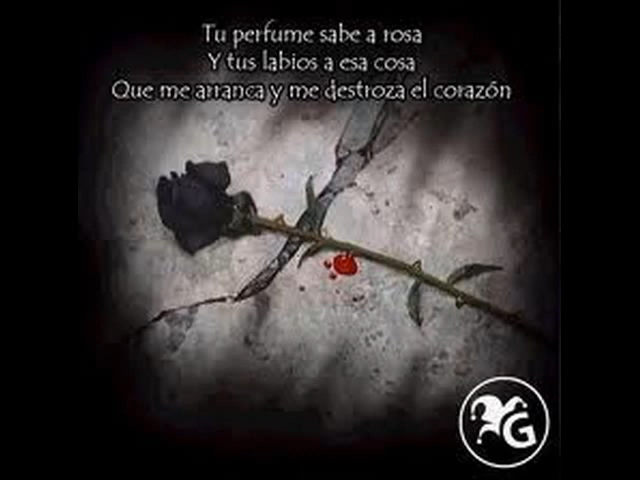 Tu perfume sabe a rosa
Y tus labios a esa cosa
Que me arranca y me destroza el corazón
G